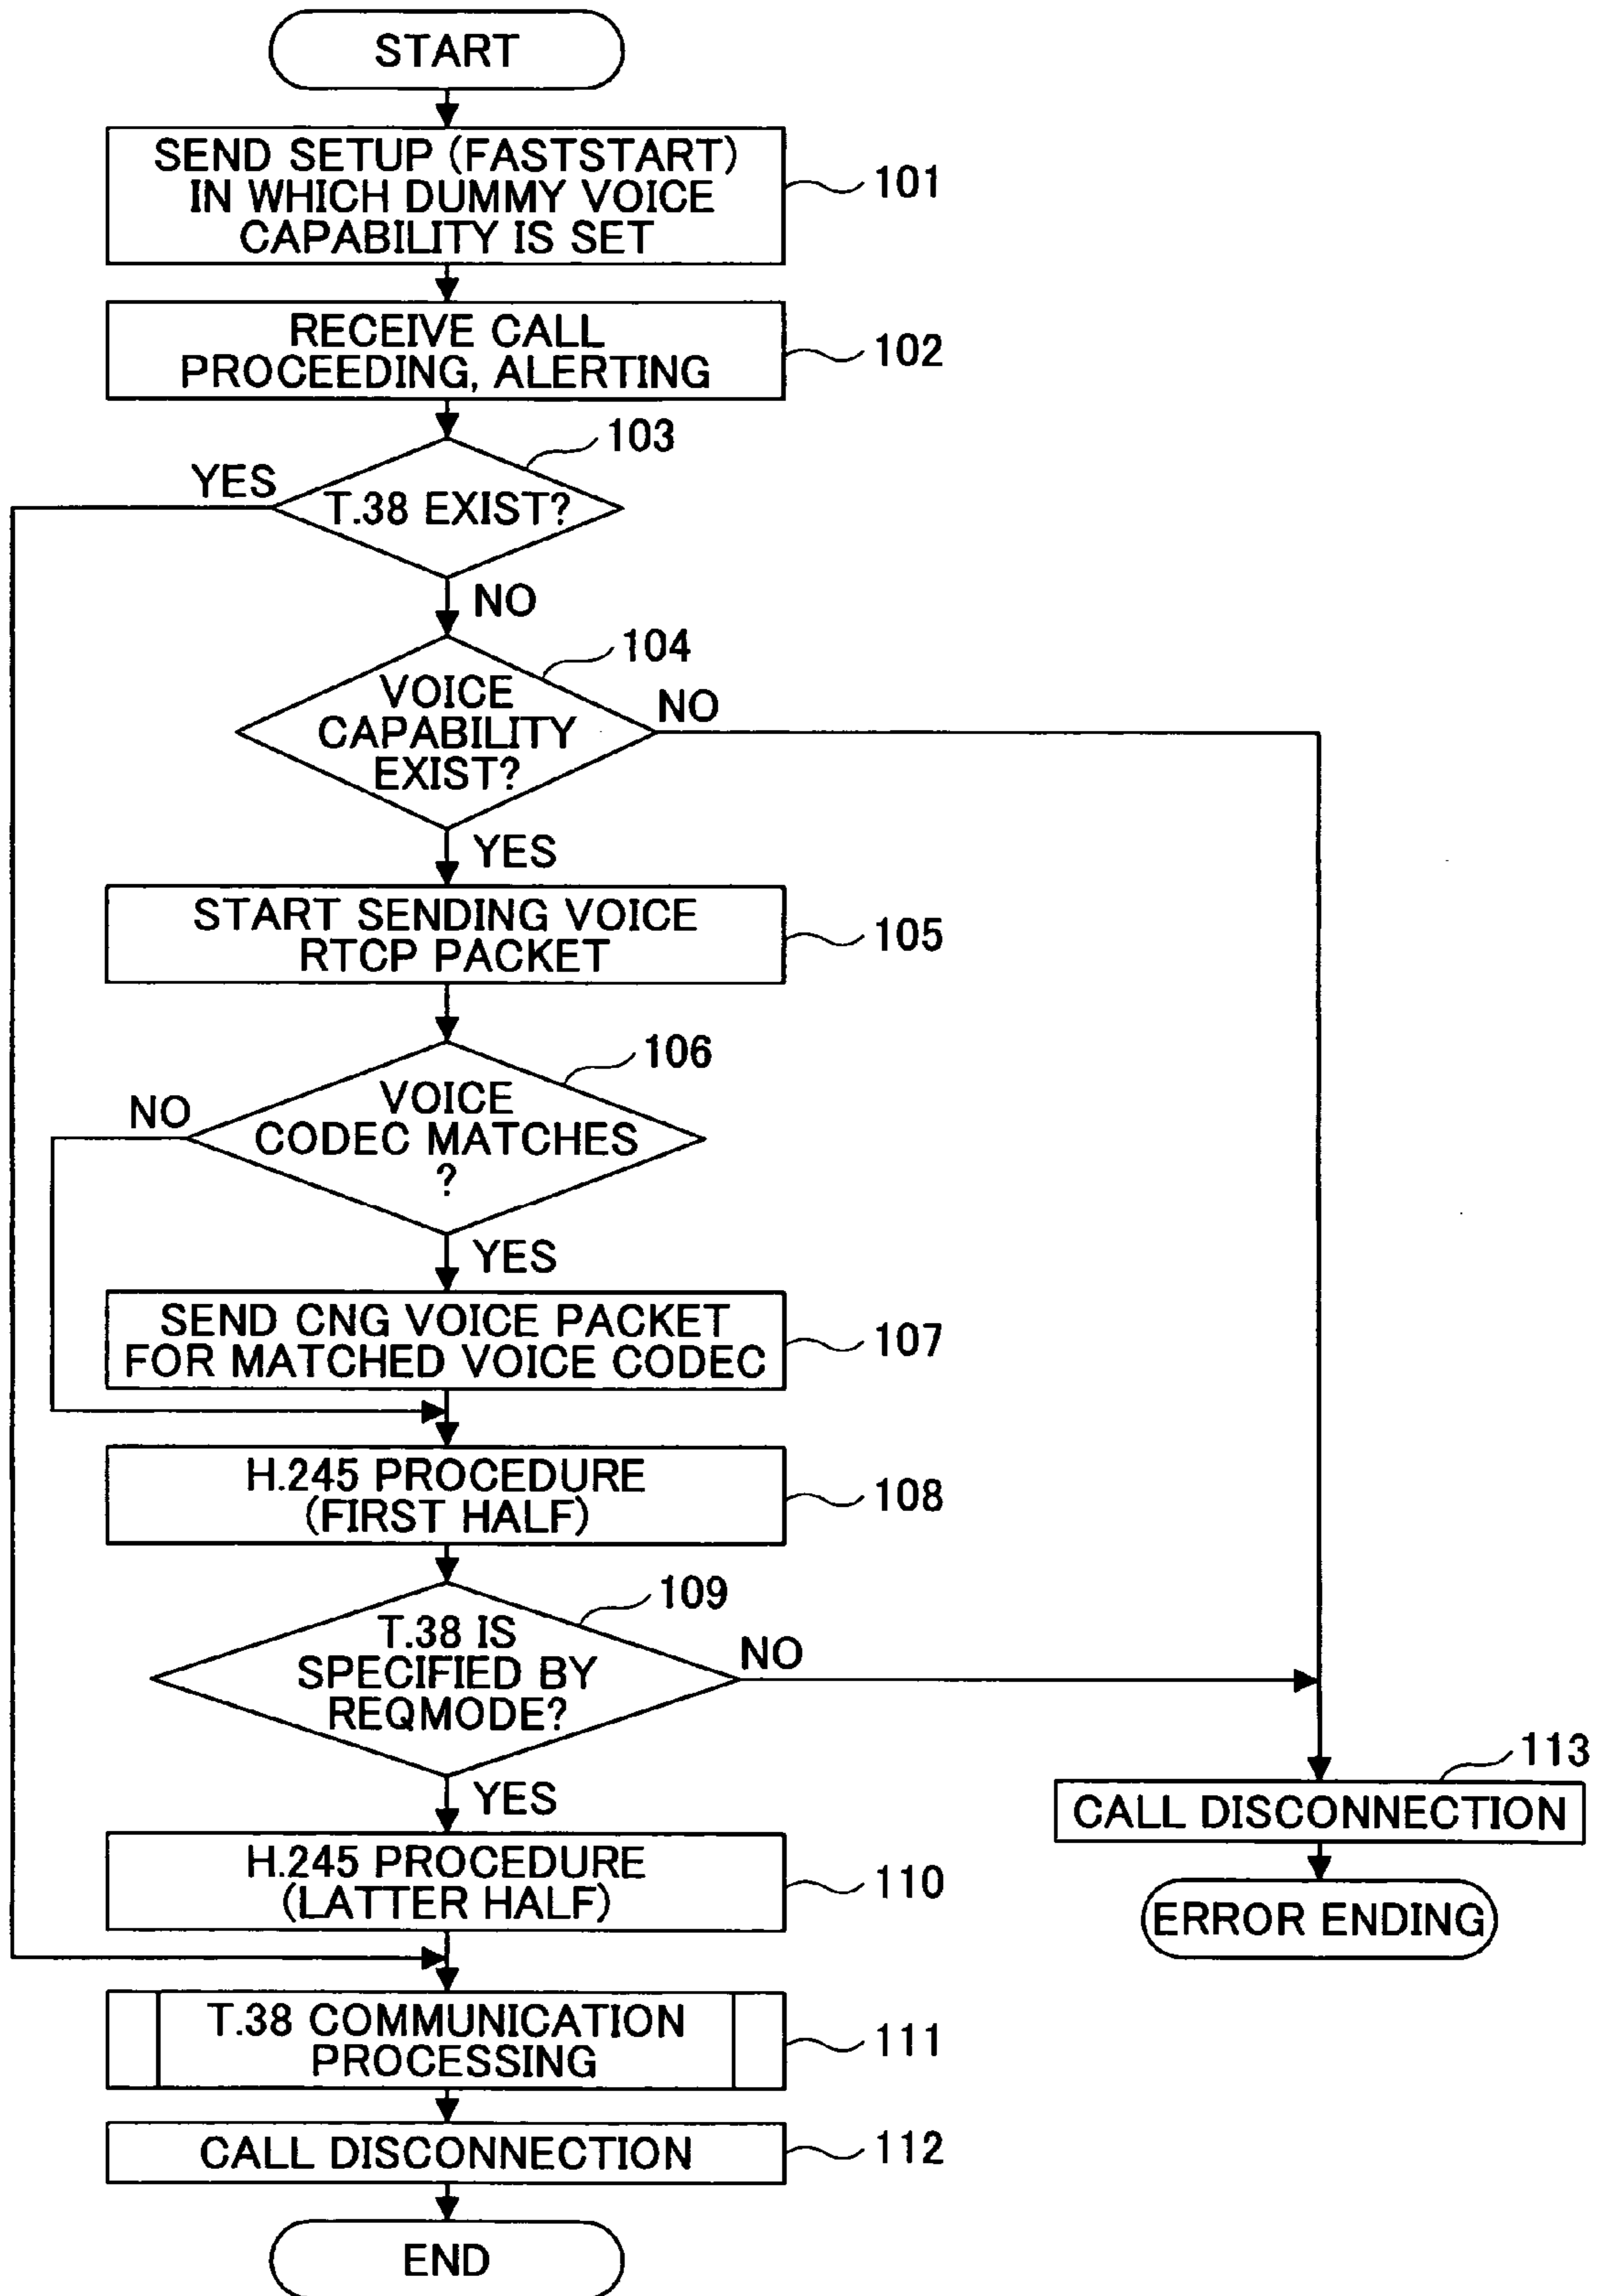 START
SEND SETUP (FASTSTART)
IN WHICH DUMMY VOICE
CAPABILITY IS SET
101
RECEIVE CALL
PROCEEDING, ALERTING
102
103
YES
T.38 EXIST?
NO
104
VOICE
CAPABILITY
EXIST?
NO
YES
START SENDING VOICE
RTCP PACKET
105
106
NO
VOICE
CODEC MATCHES
?
YES
SEND CNG VOICE PACKET
FOR MATCHED VOICE CODEC
107
H.245 PROCEDURE
(FIRST HALF)
108
109
T.38 IS
SPECIFIED BY
REQMODE?
NO
YES
113
CALL DISCONNECTION
H.245 PROCEDURE
(LATTER HALF)
110
ERROR ENDING
T.38 COMMUNICATION
PROCESSING
111
CALL DISCONNECTION
112
END